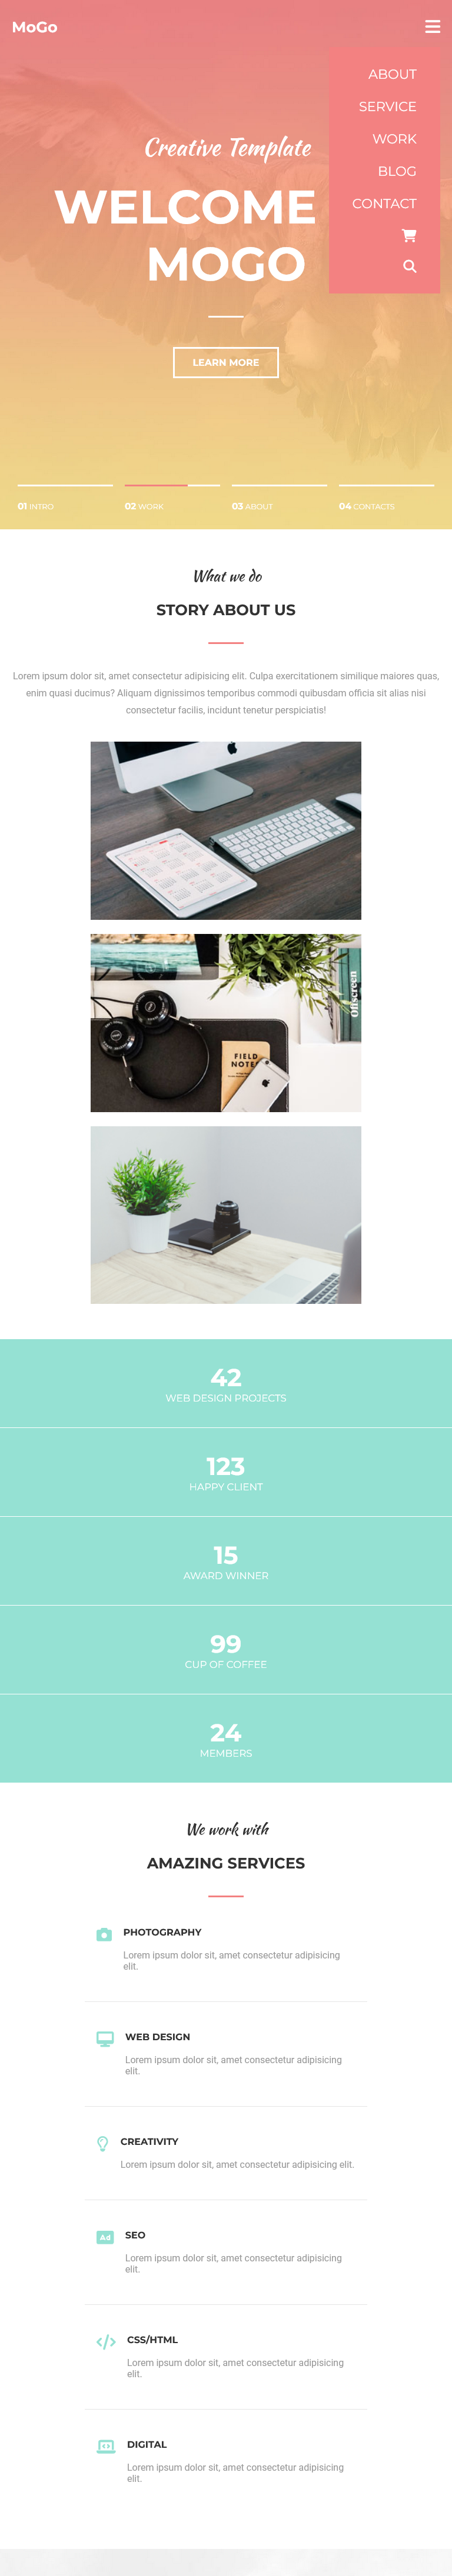 MoGo
ABOUT
SERVICE
WORK
BLOG
CONTACT
Creative Template
WELCOME
MOGO
LEARN MORE
01 INTRO
02 WORK
03 ABOUT
04 CONTACTS
What we do
STORY ABOUT US
Lorem ipsum dolor sit, amet consectetur adipisicing elit. Culpa exercitationem similique maiores quas,
enim quasi ducimus? Aliquam dignissimos temporibus commodi quibusdam officia sit alias nisi
consectetur facilis, incidunt tenetur perspiciatis!
Offscreen
FIELD NOTES
42
WEB DESIGN PROJECTS
123
HAPPY CLIENT
15
AWARD WINNER
99
CUP OF COFFEE
24
MEMBERS
We work with
AMAZING SERVICES
PHOTOGRAPHY
Lorem ipsum dolor sit, amet consectetur adipisicing
elit.
WEB DESIGN
Lorem ipsum dolor sit, amet consectetur adipisicing
elit.
CREATIVITY
Lorem ipsum dolor sit, amet consectetur adipisicing elit.
Ad
SEO
Lorem ipsum dolor sit, amet consectetur adipisicing
elit.
CSS/HTML
Lorem ipsum dolor sit, amet consectetur adipisicing
elit.
DIGITAL
Lorem ipsum dolor sit, amet consectetur adipisicing
elit.